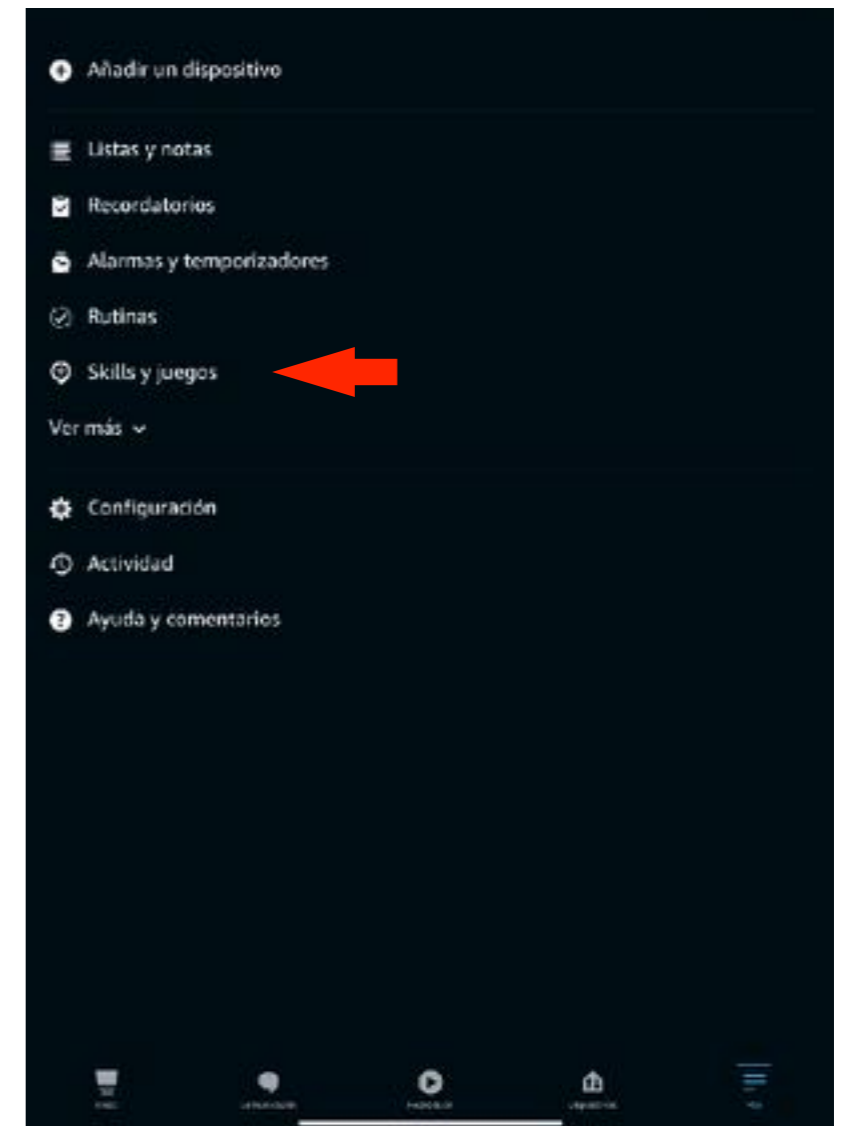 Añadir un dispositivo
Listas y notas
Recordatorios
Alarmas y temporizadores
Rutinas
Skills y juegos
Ver más
Configuración
Actividad
Ayuda y comentarios